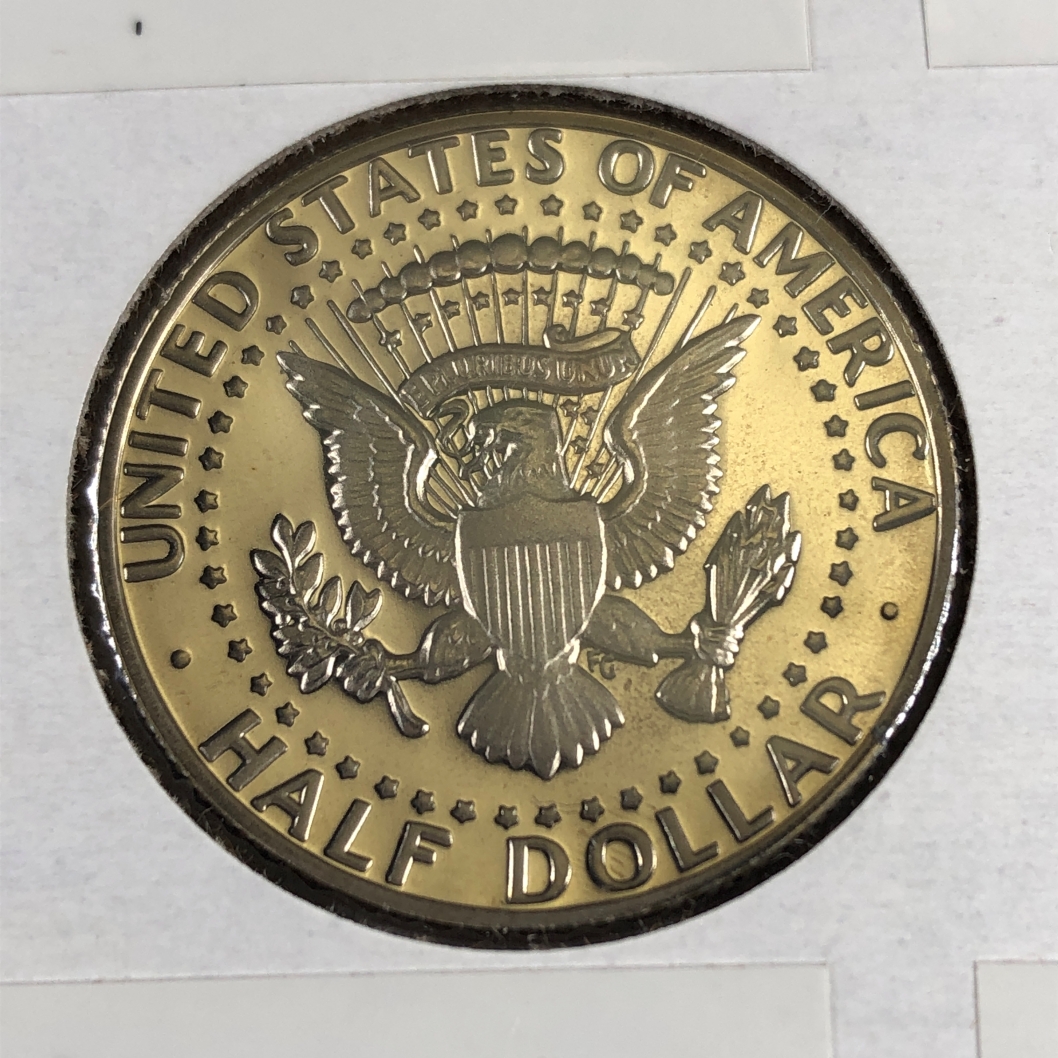 UNITED STATES OF AMERICA
E PLURIBUS UNUM
FG
HALF DOLLAR